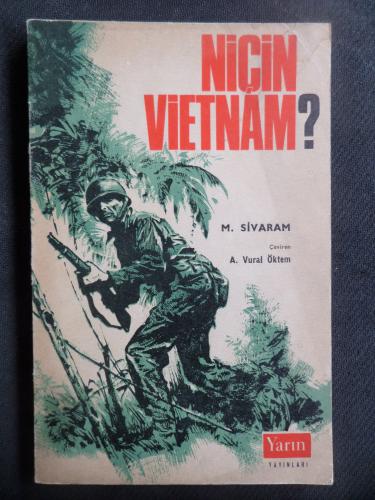 NİÇİN
VİETNAM?
M. SİVARAM
Çeviren
A. Vural Öktem
Yarın
YAYINLARI